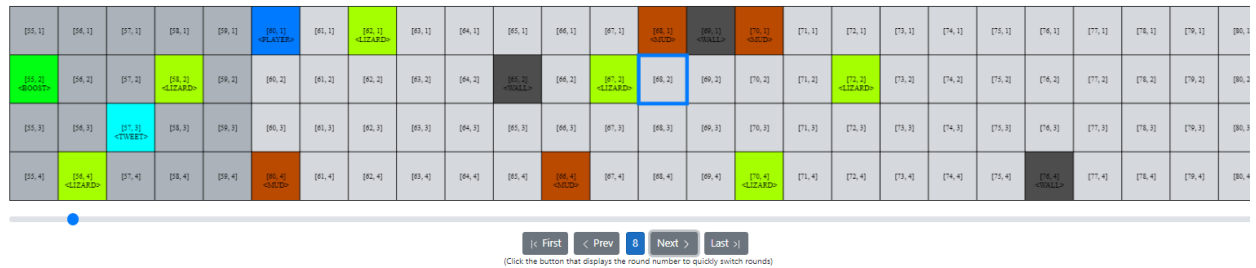 [55, 1] [56, 1] [57, 1] [58, 1] [59, 1] [60, 1] [61, 1] [62, 1] [63, 1] [64, 1] [65, 1] [66, 1] [67, 1] [68, 1] [69, 1] [70, 1] [71, 1] [72, 1] [73, 1] [74, 1] [75, 1] [76, 1] [77, 1] [78, 1] [79, 1] [80, 1
<PLAYER> <LIZARD> <MUD> <WALL> <MUD>
[55, 2] [56, 2] [57, 2] [58, 2] [59, 2] [60, 2] [61, 2] [62, 2] [63, 2] [64, 2] [65, 2] [66, 2] [67, 2] [68, 2] [69, 2] [70, 2] [71, 2] [72, 2] [73, 2] [74, 2] [75, 2] [76, 2] [77, 2] [78, 2] [79, 2] [80, 2
<BOOST> <LIZARD> <WALL> <LIZARD> <LIZARD>
[55, 3] [56, 3] [57, 3] [58, 3] [59, 3] [60, 3] [61, 3] [62, 3] [63, 3] [64, 3] [65, 3] [66, 3] [67, 3] [68, 3] [69, 3] [70, 3] [71, 3] [72, 3] [73, 3] [74, 3] [75, 3] [76, 3] [77, 3] [78, 3] [79, 3] [80, 3
<TWEET>
[55, 4] [56, 4] [57, 4] [58, 4] [59, 4] [60, 4] [61, 4] [62, 4] [63, 4] [64, 4] [65, 4] [66, 4] [67, 4] [68, 4] [69, 4] [70, 4] [71, 4] [72, 4] [73, 4] [74, 4] [75, 4] [76, 4] [77, 4] [78, 4] [79, 4] [80, 4
<LIZARD> <MUD> <MUD> <LIZARD> <WALL>
|< First < Prev 8 Next > Last >|
(Click the button that displays the round number to quickly switch rounds)